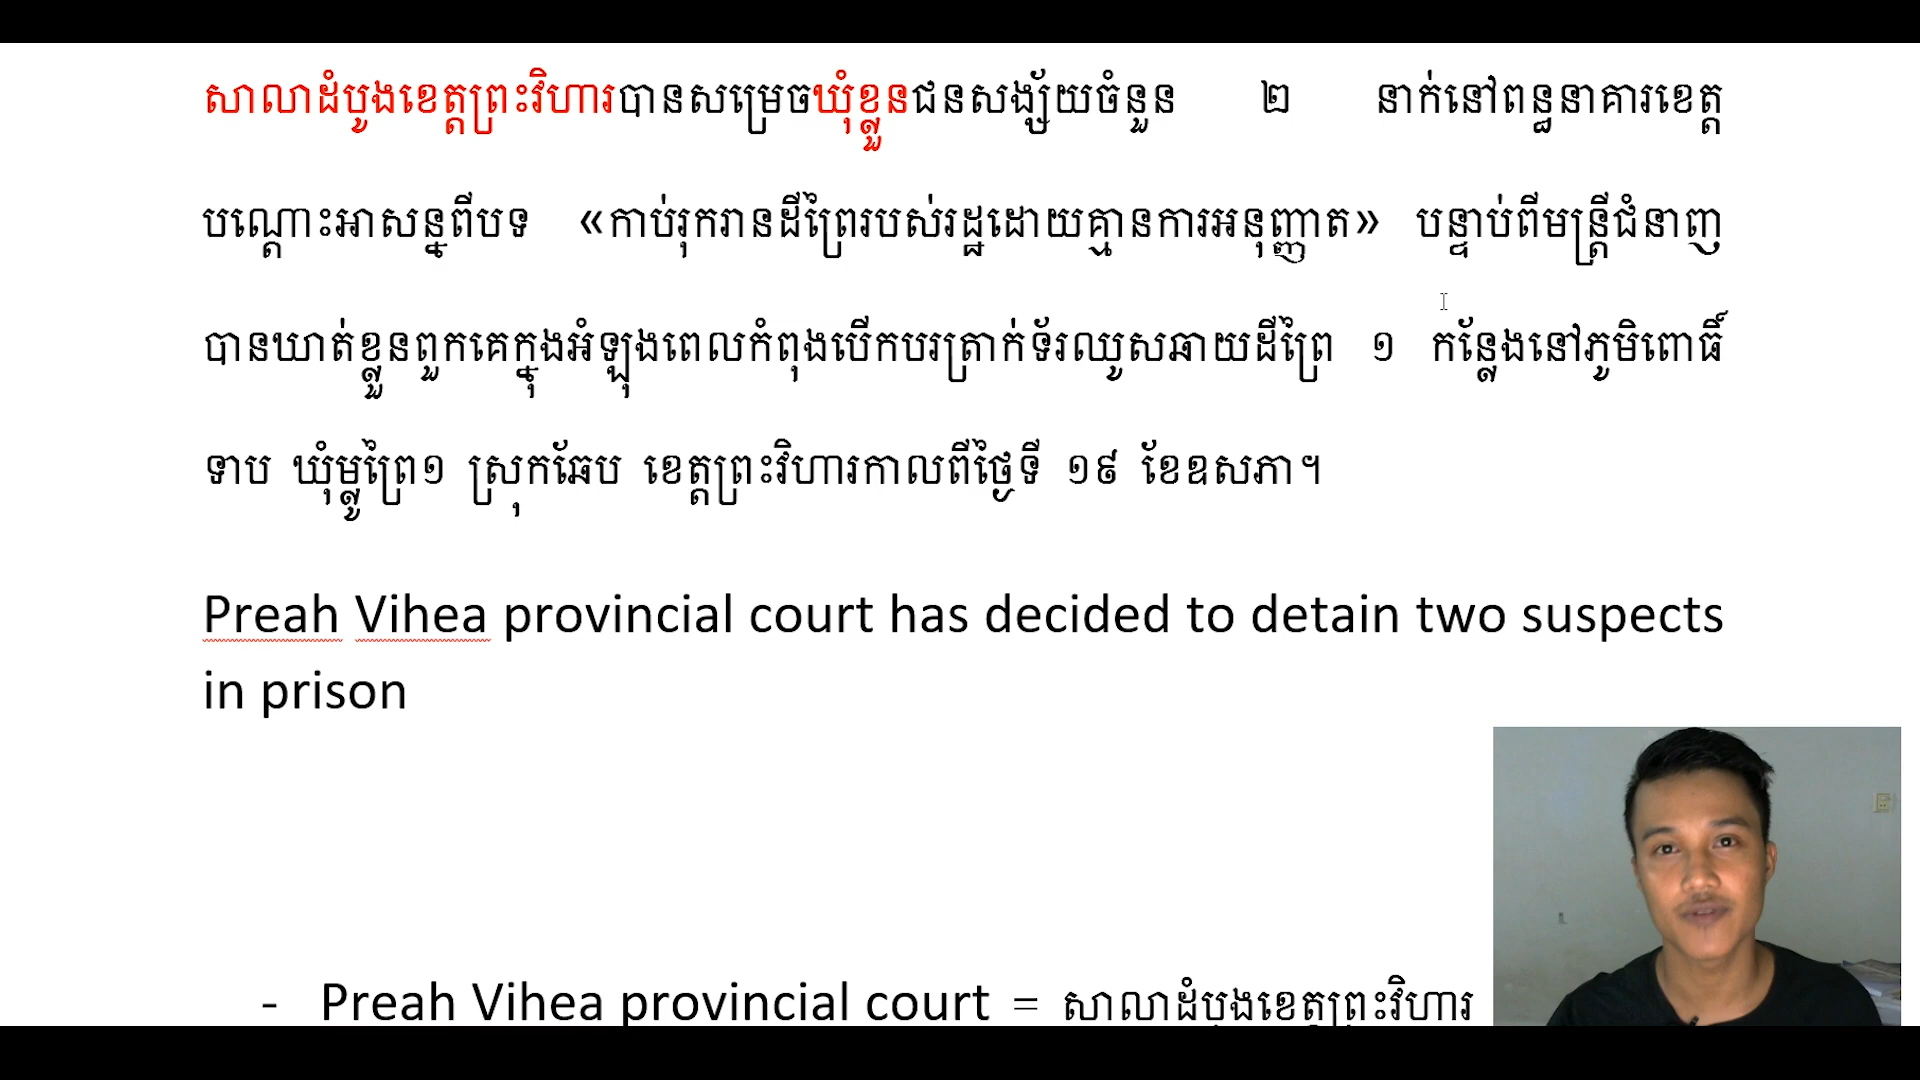 សាលាដំបូងខេត្តព្រះវិហារបានសម្រេចឃុំខ្លួនជនសង្ស័យចំនួន ២ នាក់នៅពន្ធនាគារខេត្ត
បណ្ដោះអាសន្នពីបទ «កាប់រុករានដីព្រៃរបស់រដ្ឋដោយគ្មានការអនុញ្ញាត» បន្ទាប់ពីមន្ត្រីជំនាញ
បានឃាត់ខ្លួនពួកគេក្នុងអំឡុងពេលកំពុងបើកបរត្រាក់ទ័រឈូសឆាយដីព្រៃ ១ កន្លែងនៅភូមិពោធិ៍
ទាប ឃុំម្លូព្រៃ១ ស្រុកឆែប ខេត្តព្រះវិហារកាលពីថ្ងៃទី ១៩ ខែឧសភា។
Preah Vihea provincial court has decided to detain two suspects
in prison
- Preah Vihea provincial court = សាលាដំបូងខេត្តព្រះវិហារ